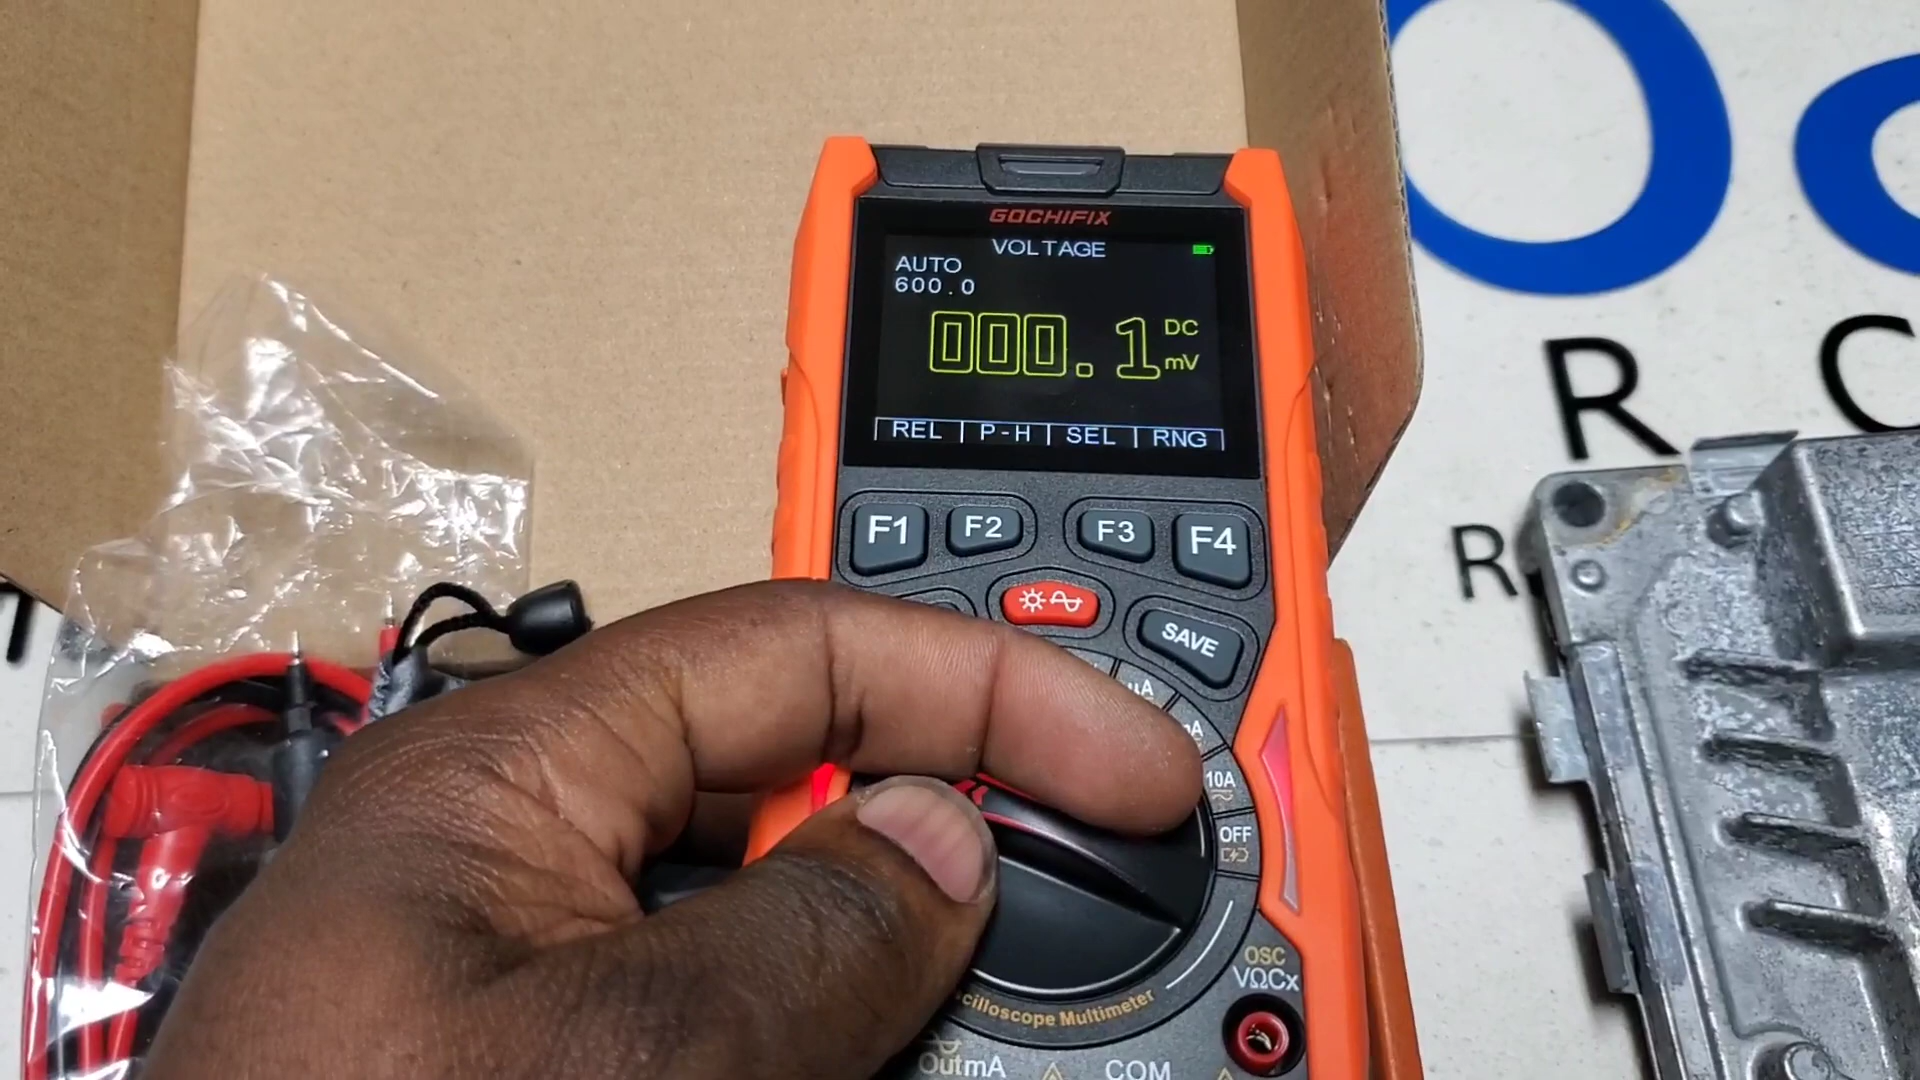 GOCHIFIX
VOLTAGE
AUTO
600.0
000.1 DC
mV
REL | P-H | SEL | RNG
F1 F2 F3 F4
SAVE
10A
OFF
OSC
VΩCx
cilloscope Multimeter
OutmA
COM
R C
R